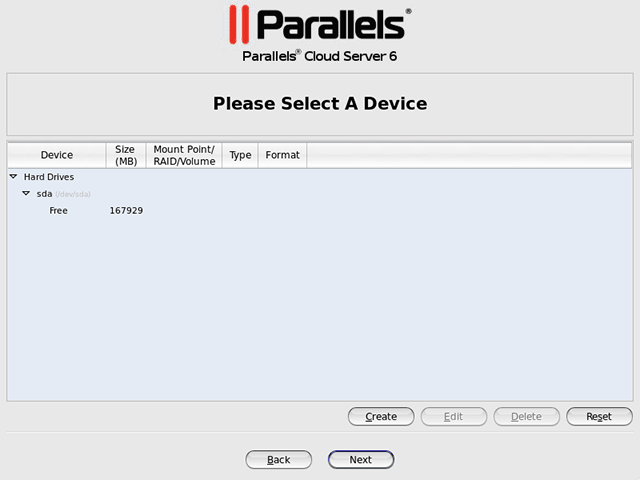 Parallels®
Parallels® Cloud Server 6
Please Select A Device
Device
Size
(MB)
Mount Point/
RAID/Volume
Type
Format
Hard Drives
sda (/dev/sda)
Free 167929
Create Edit Delete Reset
Back Next